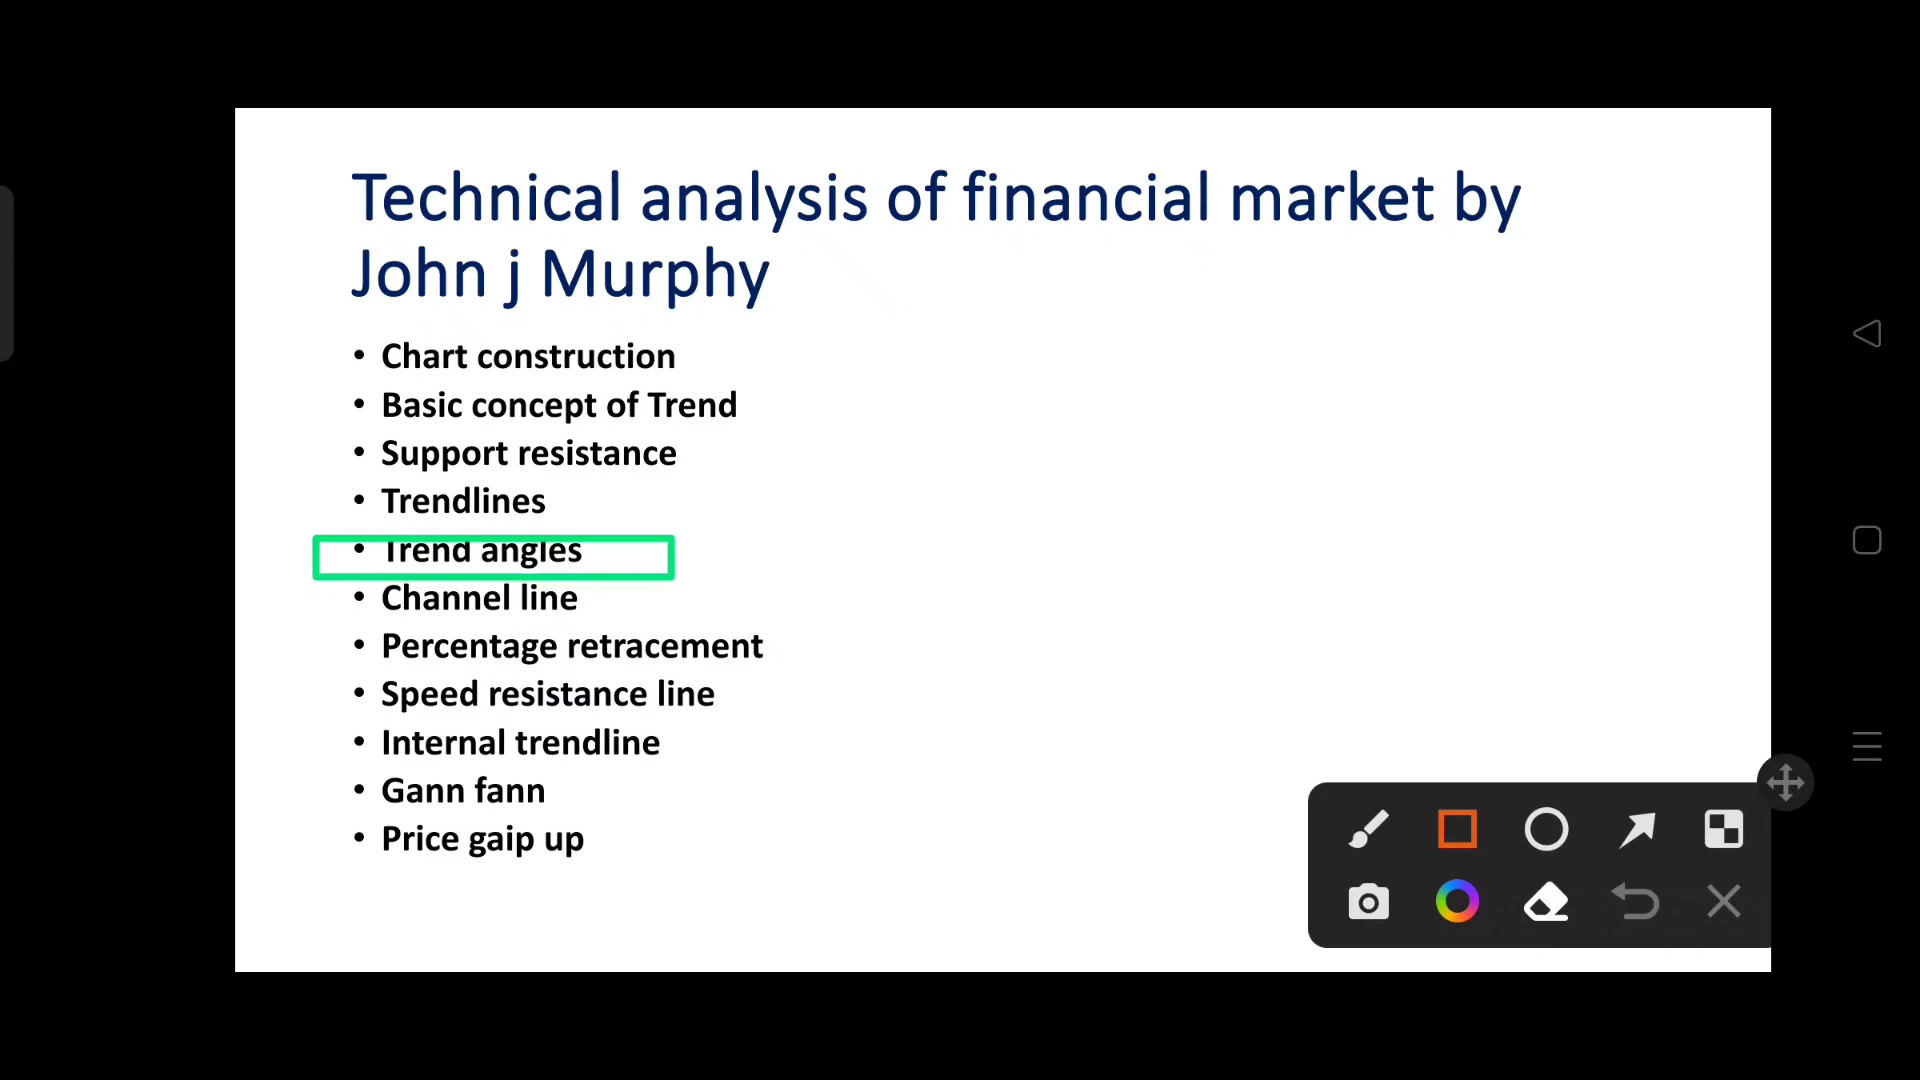 Technical analysis of financial market by
John j Murphy
• Chart construction
• Basic concept of Trend
• Support resistance
• Trendlines
• Trend angles
• Channel line
• Percentage retracement
• Speed resistance line
• Internal trendline
• Gann fann
• Price gaip up